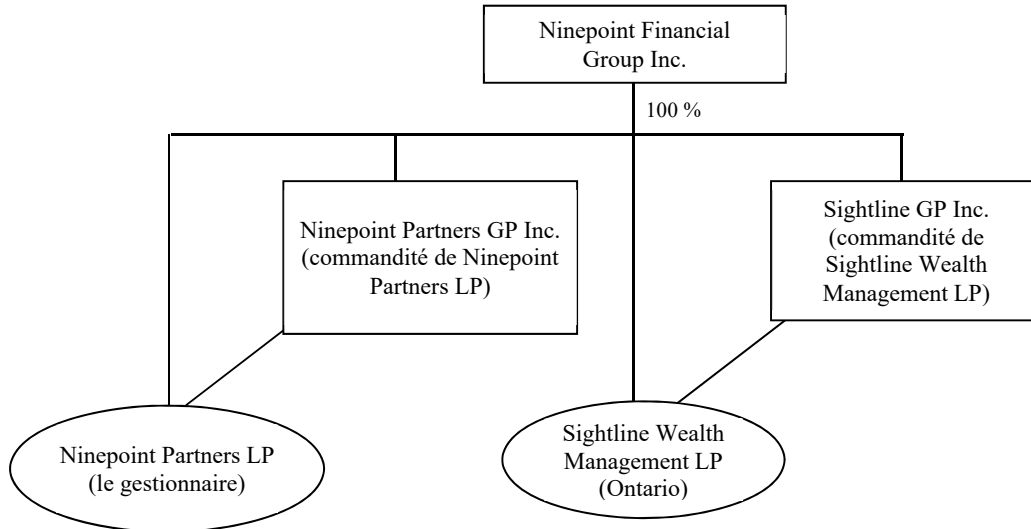 Ninepoint Financial
Group Inc.
100 %
Ninepoint Partners GP Inc.
(commandité de Ninepoint
Partners LP)
Sightline GP Inc.
(commandité de
Sightline Wealth
Management LP)
Ninepoint Partners LP
(le gestionnaire)
Sightline Wealth
Management LP
(Ontario)